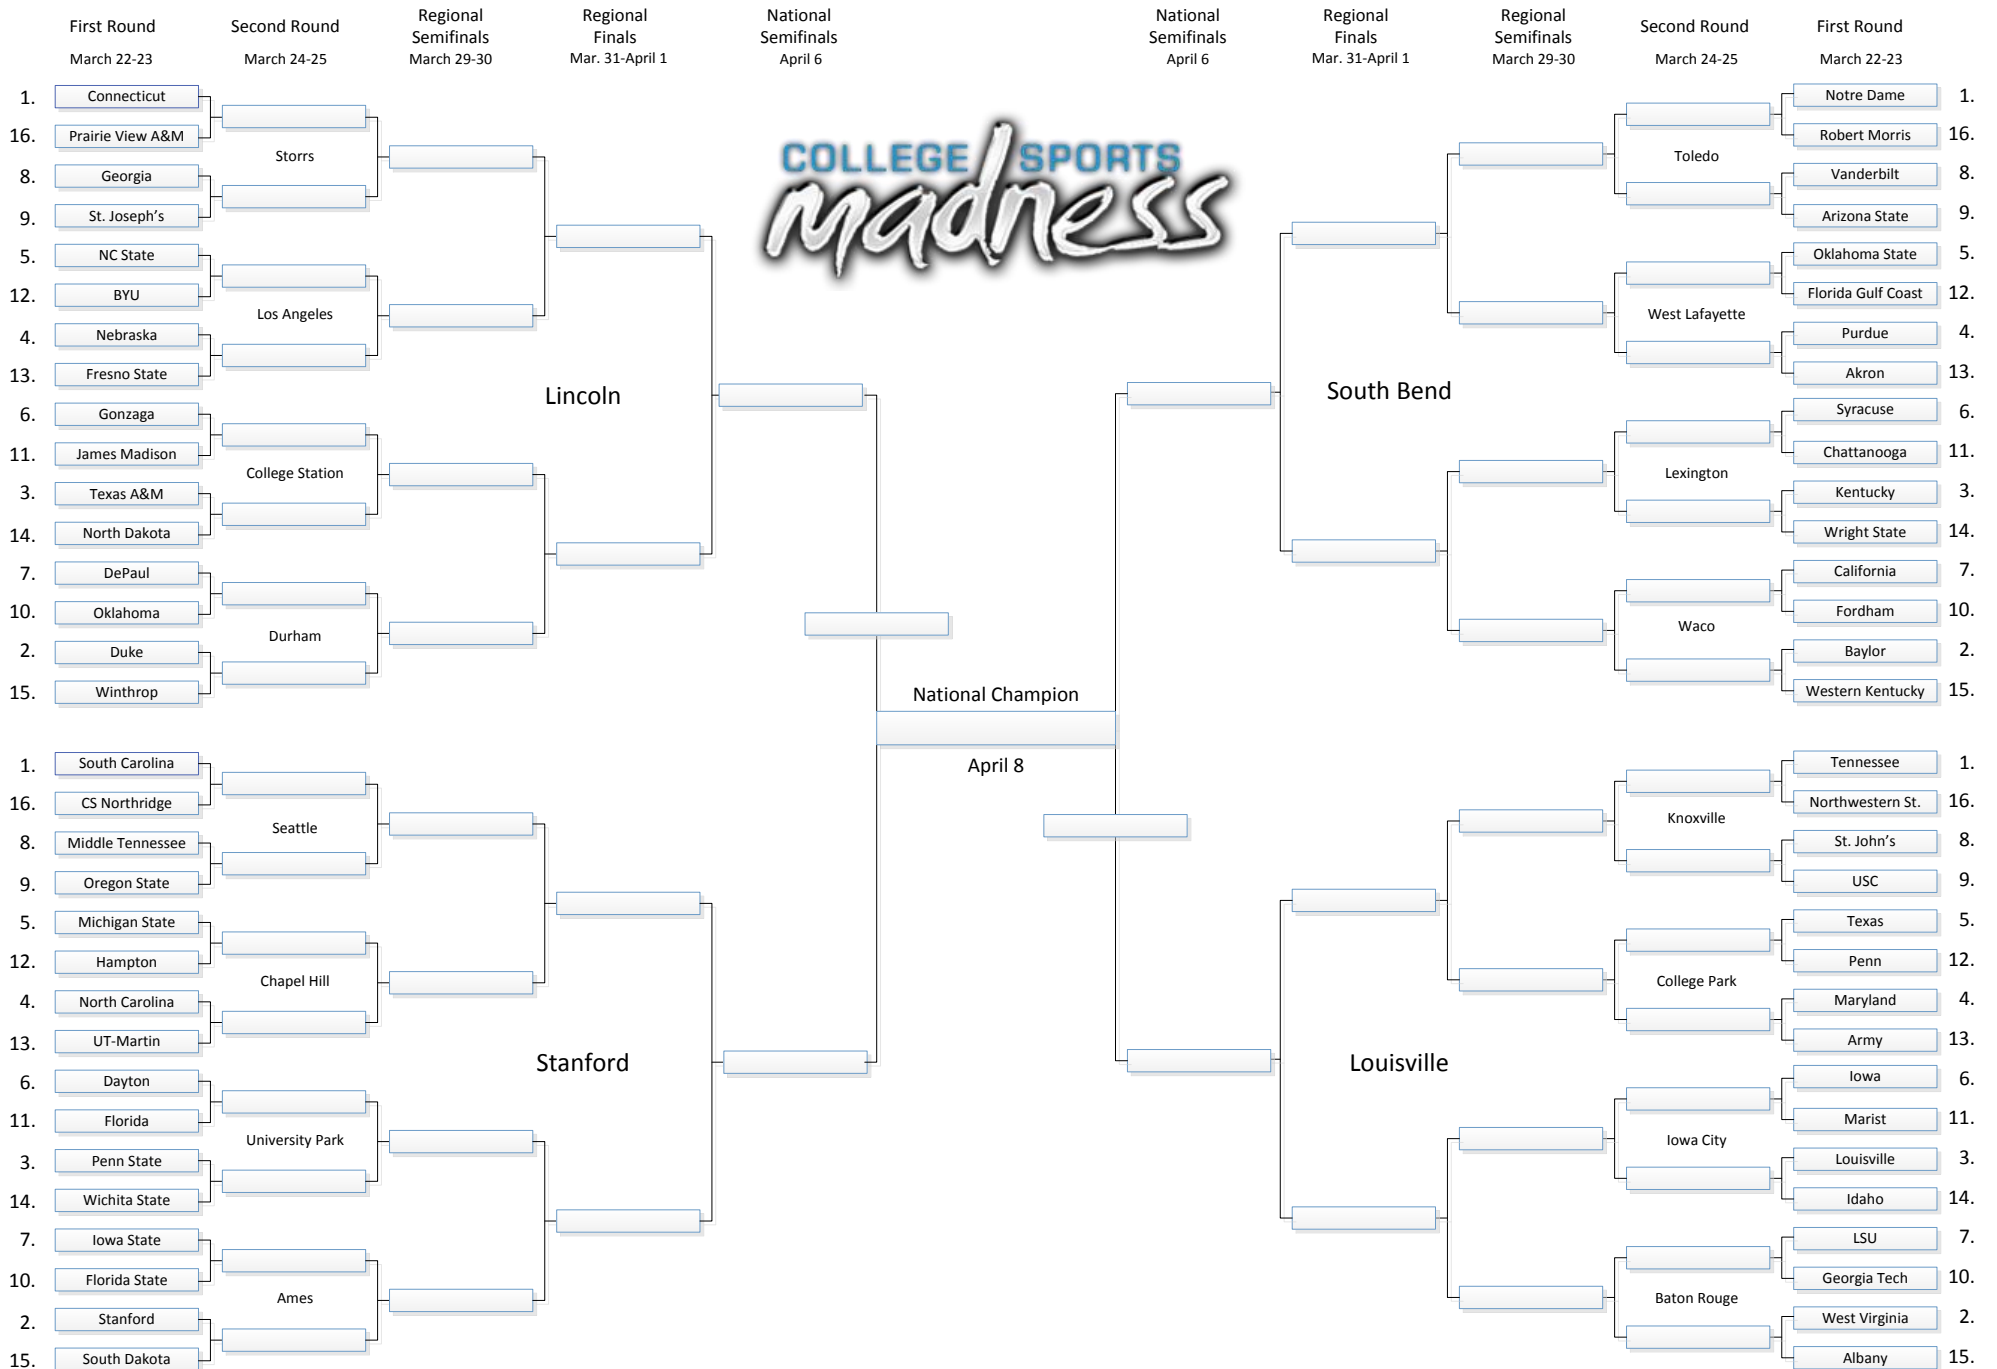 First Round
March 22-23
Second Round
March 24-25
Regional
Semifinals
March 29-30
Regional
Finals
Mar. 31-April 1
National
Semifinals
April 6
National
Semifinals
April 6
Regional
Finals
Mar. 31-April 1
Regional
Semifinals
March 29-30
Second Round
March 24-25
First Round
March 22-23
COLLEGE SPORTS
madness
1. Connecticut
16. Prairie View A&M
Storrs
8. Georgia
9. St. Joseph’s
5. NC State
12. BYU
Los Angeles
4. Nebraska
13. Fresno State
Lincoln
6. Gonzaga
11. James Madison
College Station
3. Texas A&M
14. North Dakota
7. DePaul
10. Oklahoma
Durham
2. Duke
15. Winthrop
1. South Carolina
16. CS Northridge
Seattle
8. Middle Tennessee
9. Oregon State
5. Michigan State
12. Hampton
Chapel Hill
4. North Carolina
13. UT-Martin
Stanford
6. Dayton
11. Florida
University Park
3. Penn State
14. Wichita State
7. Iowa State
10. Florida State
Ames
2. Stanford
15. South Dakota
National Champion
April 8
Notre Dame 1.
Robert Morris 16.
Toledo
Vanderbilt 8.
Arizona State 9.
Oklahoma State 5.
Florida Gulf Coast 12.
West Lafayette
Purdue 4.
Akron 13.
South Bend
Syracuse 6.
Chattanooga 11.
Lexington
Kentucky 3.
Wright State 14.
California 7.
Fordham 10.
Waco
Baylor 2.
Western Kentucky 15.
Tennessee 1.
Northwestern St. 16.
Knoxville
St. John’s 8.
USC 9.
Texas 5.
Penn 12.
College Park
Maryland 4.
Army 13.
Louisville
Iowa 6.
Marist 11.
Iowa City
Louisville 3.
Idaho 14.
LSU 7.
Georgia Tech 10.
Baton Rouge
West Virginia 2.
Albany 15.